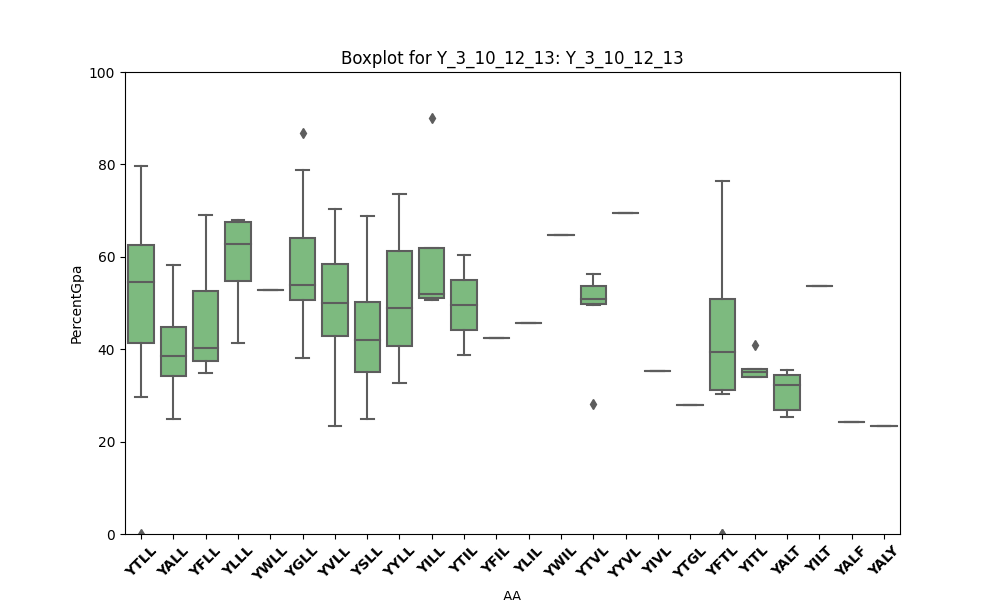 Boxplot for Y_3_10_12_13: Y_3_10_12_13
PercentGpa
100
80
60
40
20
0
YTLL YALL YFLL YLLL YWLL YGLL YVLL YSLL YYLL YILL YTIL YFIL YLIL YWIL YTVL YYVL YIVL YTGL YFTL YITL YALT YILT YALF YALY
AA